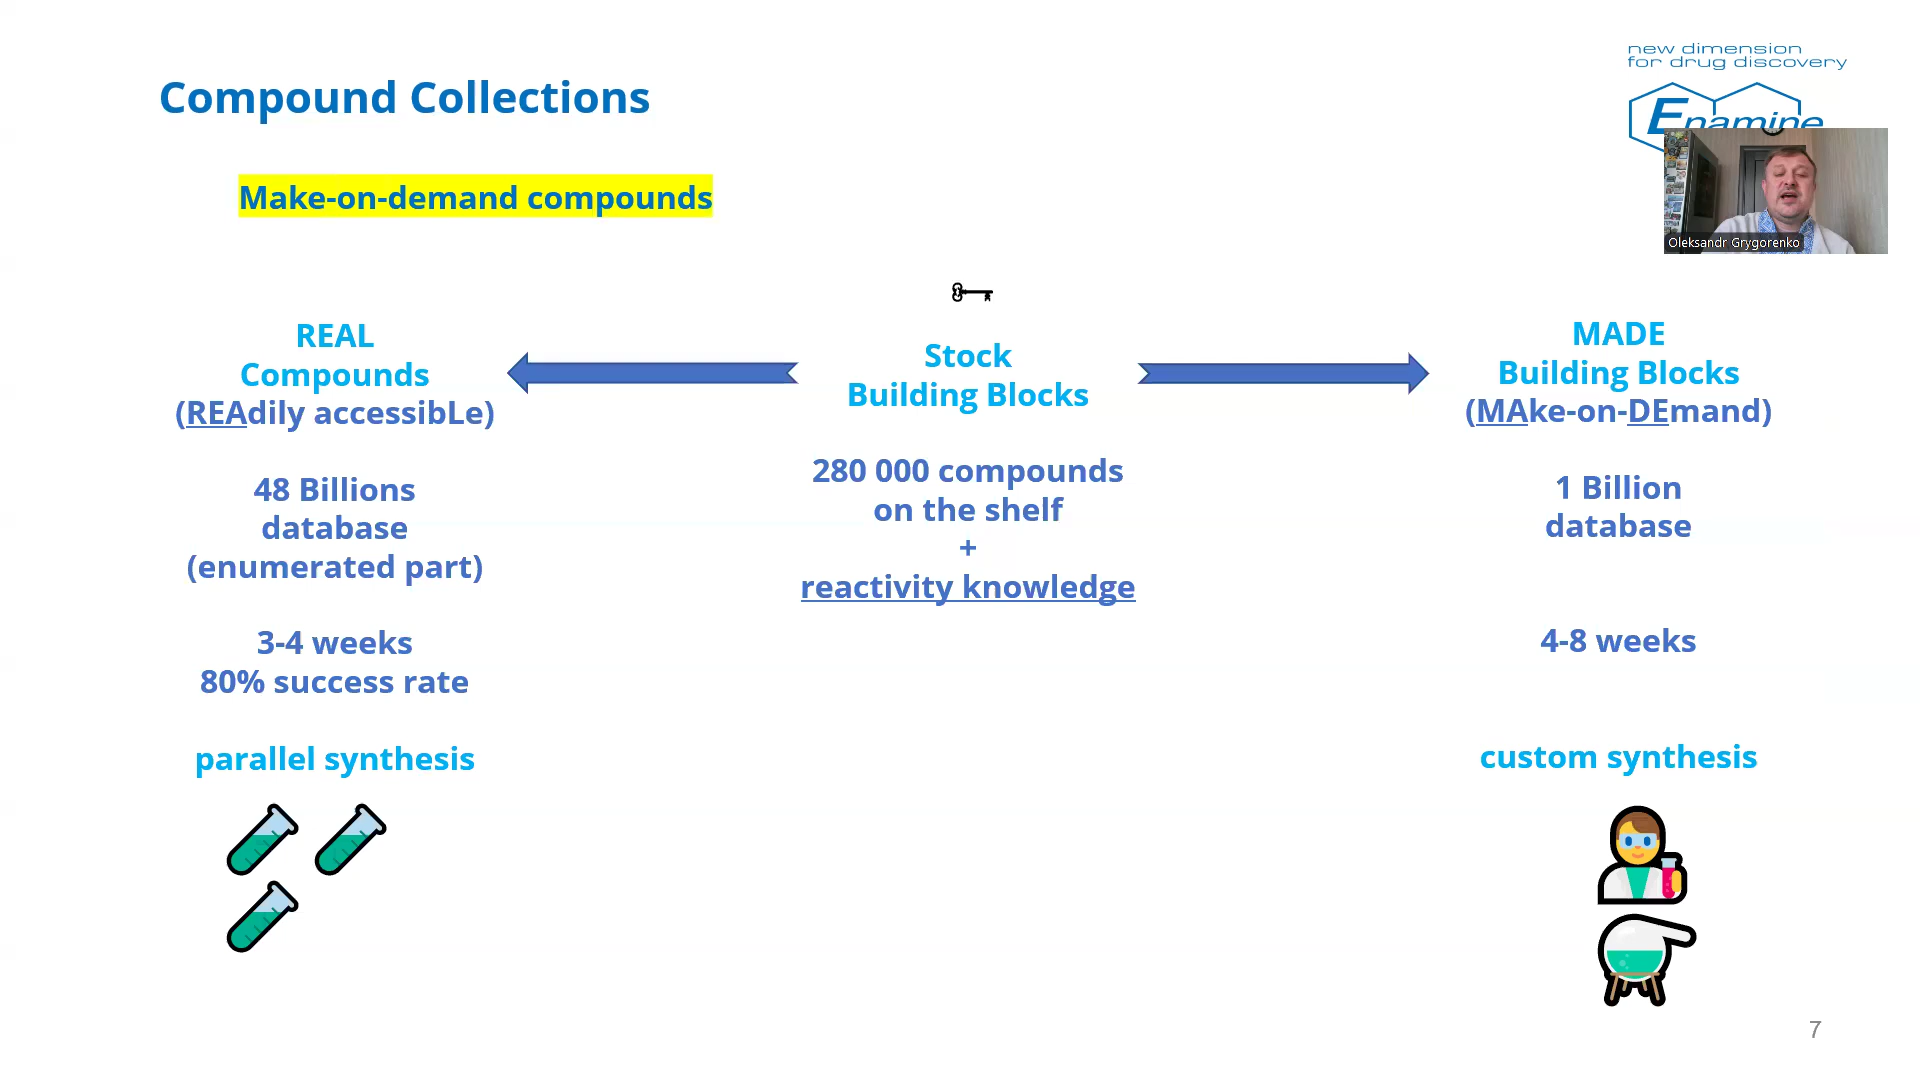 new dimension
for drug discovery
Enamine
Compound Collections
Make-on-demand compounds
Oleksandr Grygorenko
REAL
Compounds
(REAdily accessibLe)
48 Billions
database
(enumerated part)
3-4 weeks
80% success rate
parallel synthesis
Stock
Building Blocks
280 000 compounds
on the shelf
+
reactivity knowledge
MADE
Building Blocks
(MAke-on-DEmand)
1 Billion
database
4-8 weeks
custom synthesis
7